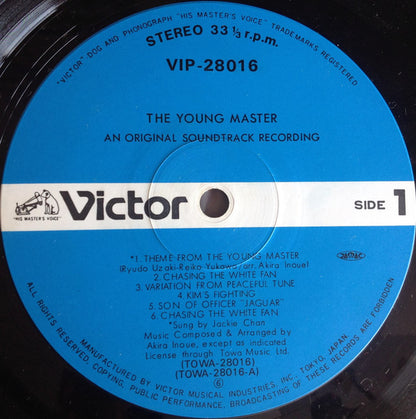 "VICTOR" DOG AND PHONOGRAPH "HIS MASTER'S VOICE" TRADEMARKS REGISTERED
STEREO 33 1/3 r.p.m.
VIP-28016
THE YOUNG MASTER
AN ORIGINAL SOUNDTRACK RECORDING
"HIS MASTER'S VOICE"
Victor
SIDE 1
*1. THEME FROM THE YOUNG MASTER
(Ryudo Uzaki-Reiko Yukawa/arr. Akira Inoue)
2. CHASING THE WHITE FAN
3. VARIATION FROM PEACEFUL TUNE
4. KIM'S FIGHTING
5. SON OF OFFICER "JAGUAR"
6. CHASING THE WHITE FAN
*Sung by Jackie Chan
Music Composed & Arranged by
Akira Inoue, except as indicated
License through Towa Music Ltd.
(TOWA-28016)
(TOWA-28016-A)
⑥
JASRAC
MANUFACTURED BY VICTOR MUSICAL INDUSTRIES, INC., TOKYO, JAPAN.
ALL RIGHTS RESERVED. COPYING, PUBLIC PERFORMANCE, BROADCASTING OF THESE RECORDS ARE FORBIDDEN